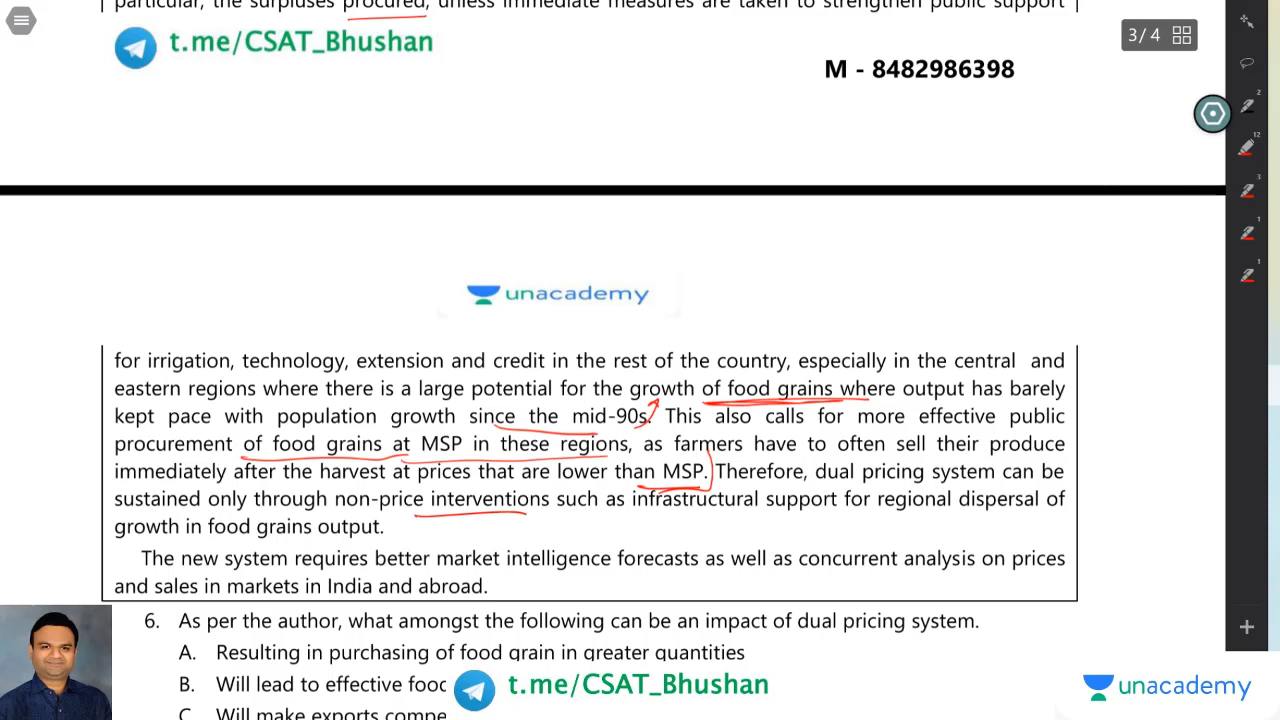 particular, the surpluses procured, unless immediate measures are taken to strengthen public support
t.me/CSAT_Bhushan
3/4
M - 8482986398
2
12
3
1
1
unacademy
for irrigation, technology, extension and credit in the rest of the country, especially in the central and
eastern regions where there is a large potential for the growth of food grains where output has barely
kept pace with population growth since the mid-90s. This also calls for more effective public
procurement of food grains at MSP in these regions, as farmers have to often sell their produce
immediately after the harvest at prices that are lower than MSP. Therefore, dual pricing system can be
sustained only through non-price interventions such as infrastructural support for regional dispersal of
growth in food grains output.
The new system requires better market intelligence forecasts as well as concurrent analysis on prices
and sales in markets in India and abroad.
6. As per the author, what amongst the following can be an impact of dual pricing system.
A. Resulting in purchasing of food grain in greater quantities
B. Will lead to effective
C. Will make exports
t.me/CSAT_Bhushan
unacademy